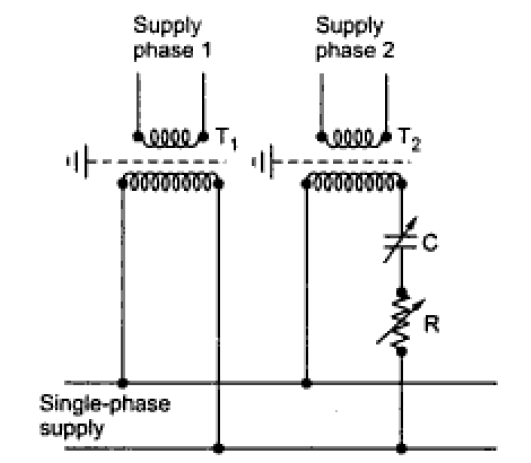 Supply
phase 1
Supply
phase 2
T1
T2
C
R
Single-phase
supply